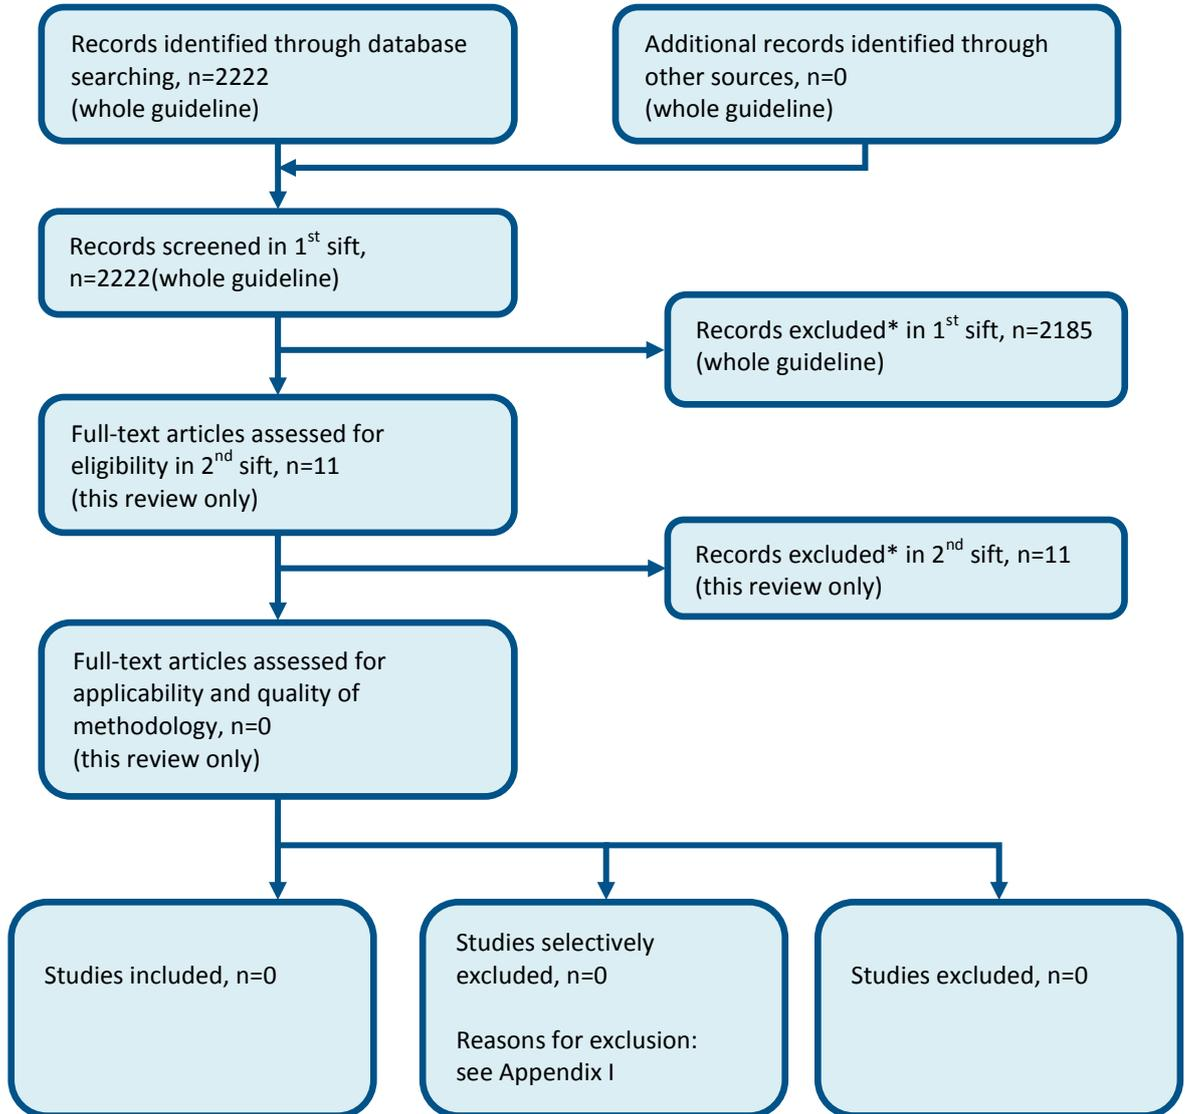 Records identified through database
searching, n=2222
(whole guideline)
Additional records identified through
other sources, n=0
(whole guideline)
Records screened in 1st sift,
n=2222(whole guideline)
Records excluded* in 1st sift, n=2185
(whole guideline)
Full-text articles assessed for
eligibility in 2nd sift, n=11
(this review only)
Records excluded* in 2nd sift, n=11
(this review only)
Full-text articles assessed for
applicability and quality of
methodology, n=0
(this review only)
Studies included, n=0
Studies selectively
excluded, n=0
Reasons for exclusion:
see Appendix I
Studies excluded, n=0